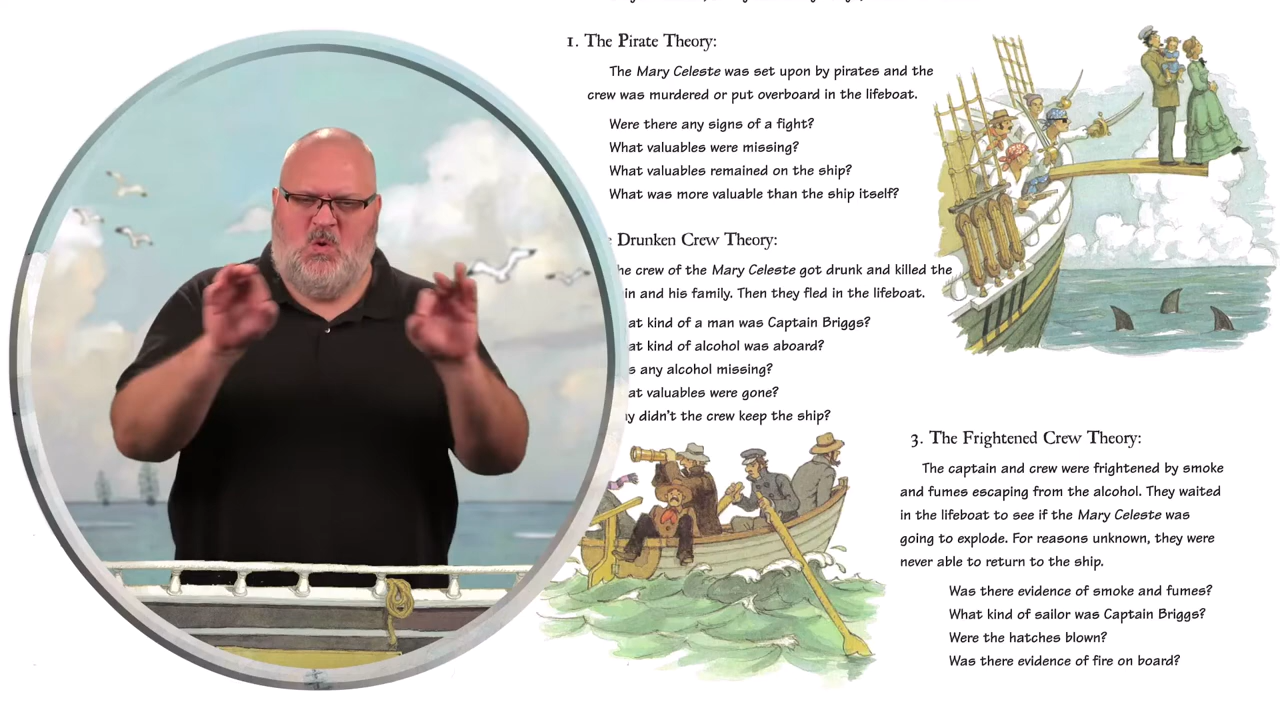 1. The Pirate Theory:
The Mary Celeste was set upon by pirates and the
crew was murdered or put overboard in the lifeboat.
Were there any signs of a fight?
What valuables were missing?
What valuables remained on the ship?
What was more valuable than the ship itself?
Drunken Crew Theory:
crew of the Mary Celeste got drunk and killed the
and his family. Then they fled in the lifeboat.
kind of a man was Captain Briggs?
kind of alcohol was aboard?
any alcohol missing?
valuables were gone?
didn't the crew keep the ship?
3. The Frightened Crew Theory:
The captain and crew were frightened by smoke
and fumes escaping from the alcohol. They waited
in the lifeboat to see if the Mary Celeste was
going to explode. For reasons unknown, they were
never able to return to the ship.
Was there evidence of smoke and fumes?
What kind of sailor was Captain Briggs?
Were the hatches blown?
Was there evidence of fire on board?